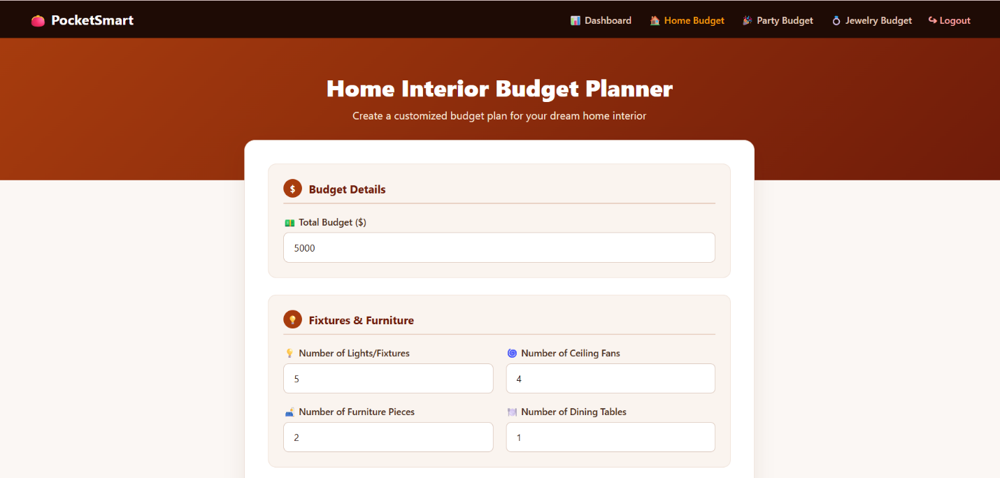 PocketSmart
Dashboard Home Budget Party Budget Jewelry Budget Logout
Home Interior Budget Planner
Create a customized budget plan for your dream home interior
$ Budget Details
Total Budget ($)
5000
Fixtures & Furniture
Number of Lights/Fixtures Number of Ceiling Fans
5 4
Number of Furniture Pieces Number of Dining Tables
2 1